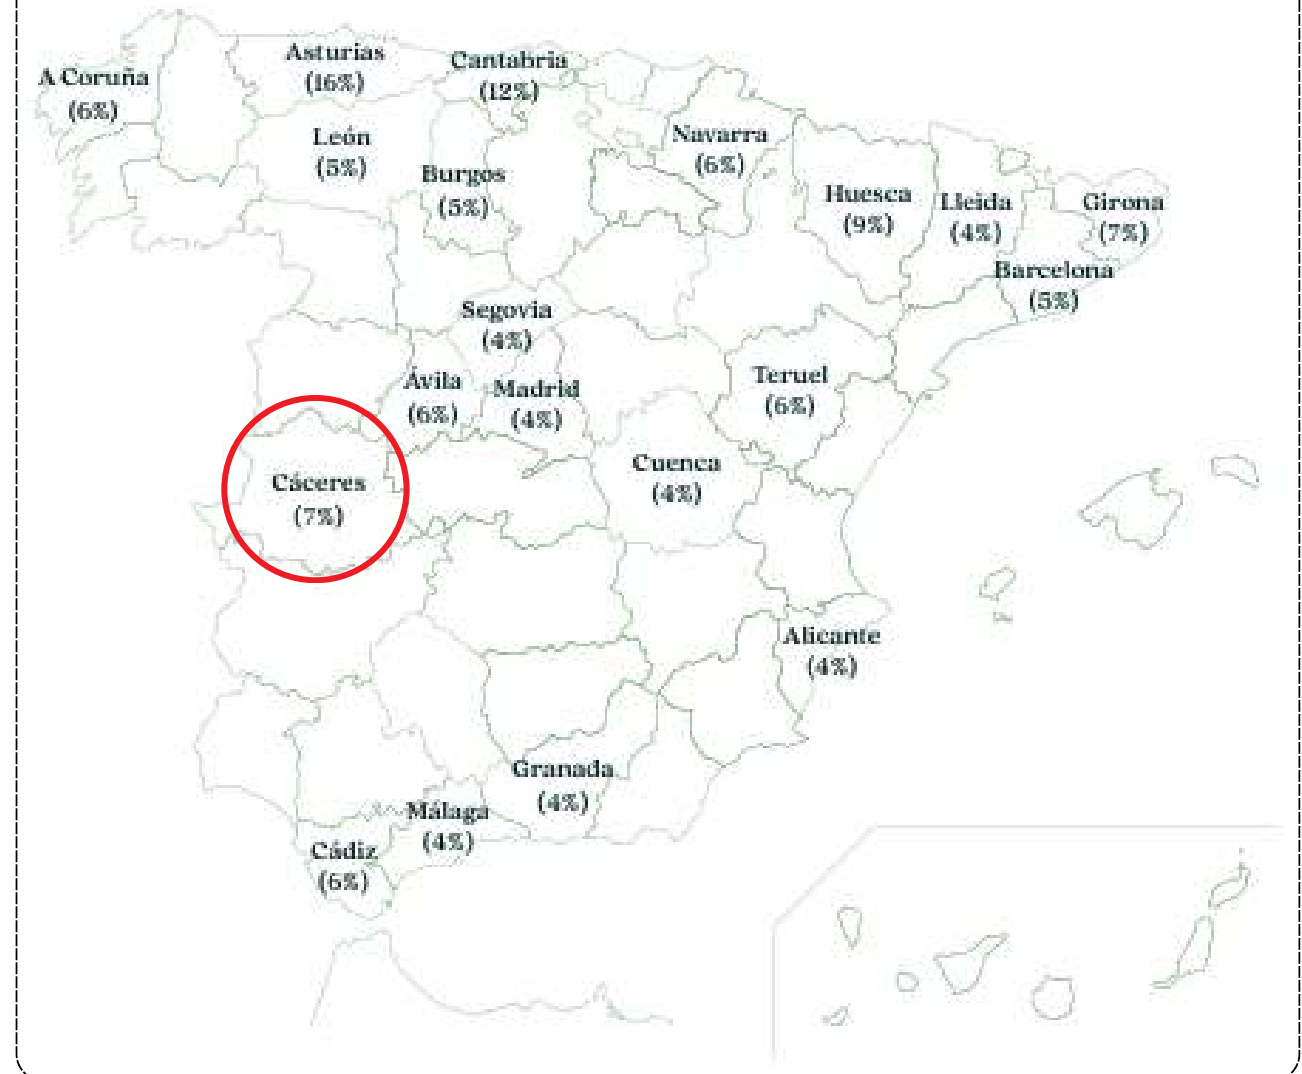 Asturias
(16%)
Cantabria
(12%)
A Coruña
(6%)
León
(5%)
Navarra
(6%)
Burgos
(5%)
Huesca
(9%)
Lleida
(4%)
Girona
(7%)
Barcelona
(5%)
Segovia
(4%)
Ávila
(6%)
Madrid
(4%)
Teruel
(6%)
Cáceres
(7%)
Cuenca
(4%)
Alicante
(4%)
Granada
(4%)
Málaga
(4%)
Cádiz
(6%)